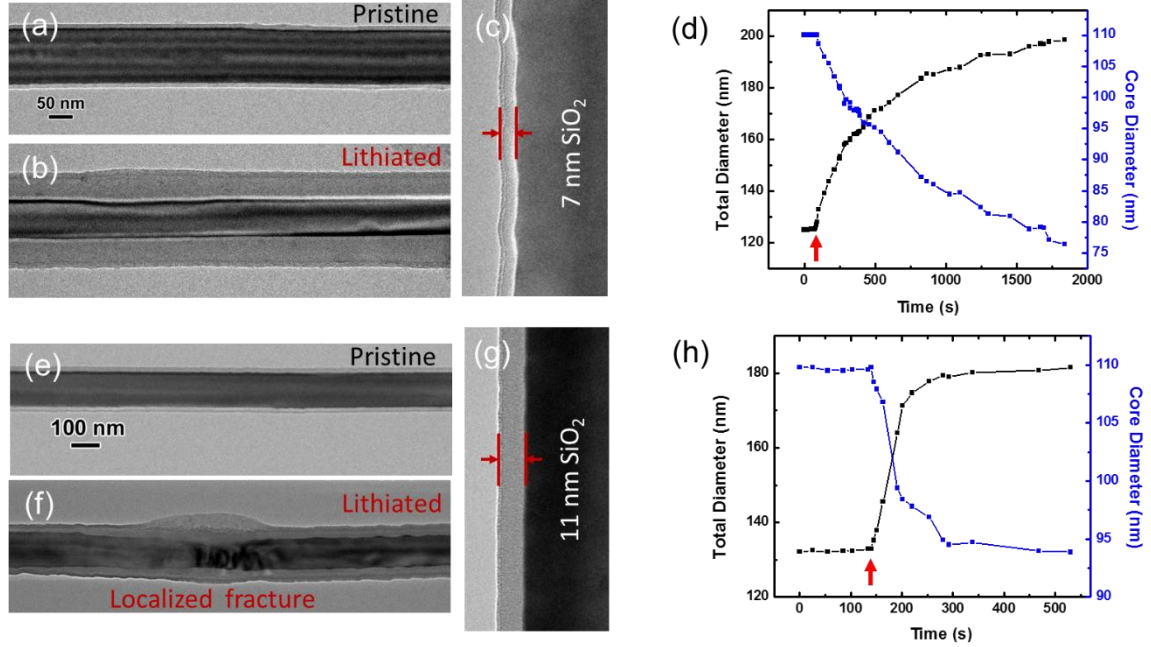 (a)
Pristine
50 nm
(b)
Lithiated
(c)
7 nm SiO₂
(d)
Total Diameter (nm)
200
180
160
140
120
0 500 1000 1500 2000
Time (s)
110
105
100
95
90
85
80
75
Core Diameter (nm)
(e)
Pristine
100 nm
(f)
Lithiated
Localized fracture
(g)
11 nm SiO₂
(h)
Total Diameter (nm)
180
160
140
120
0 100 200 300 400 500
Time (s)
110
105
100
95
90
Core Diameter (nm)